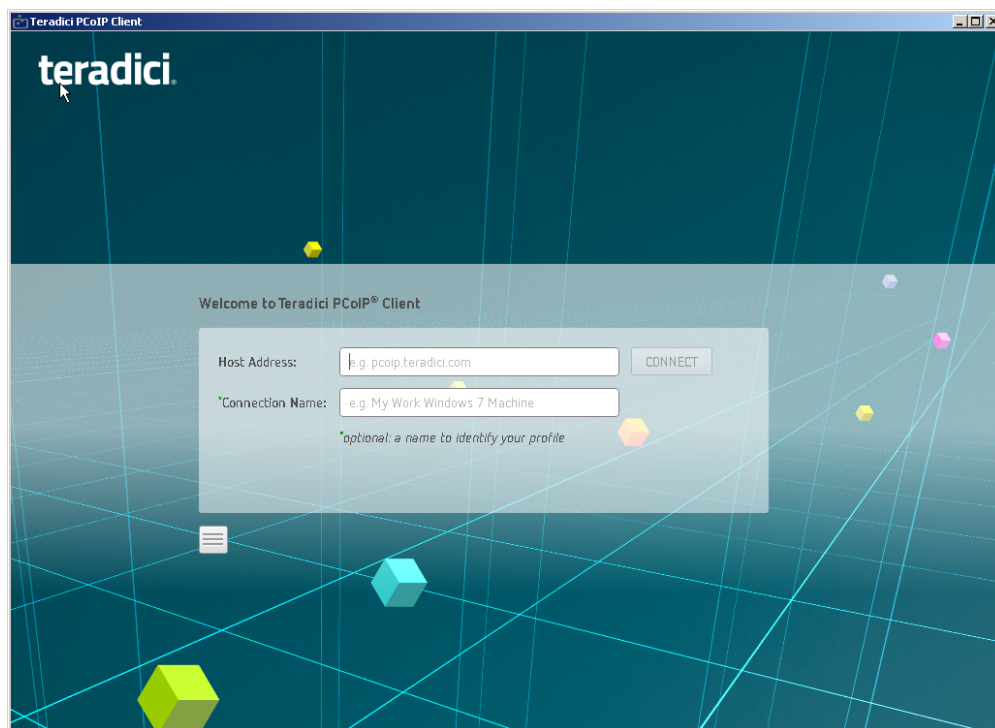 Teradici PCoIP Client
teradici®
Welcome to Teradici PCoIP® Client
Host Address: e.g. pcoip.teradici.com CONNECT
*Connection Name: e.g. My Work Windows 7 Machine
*optional: a name to identify your profile